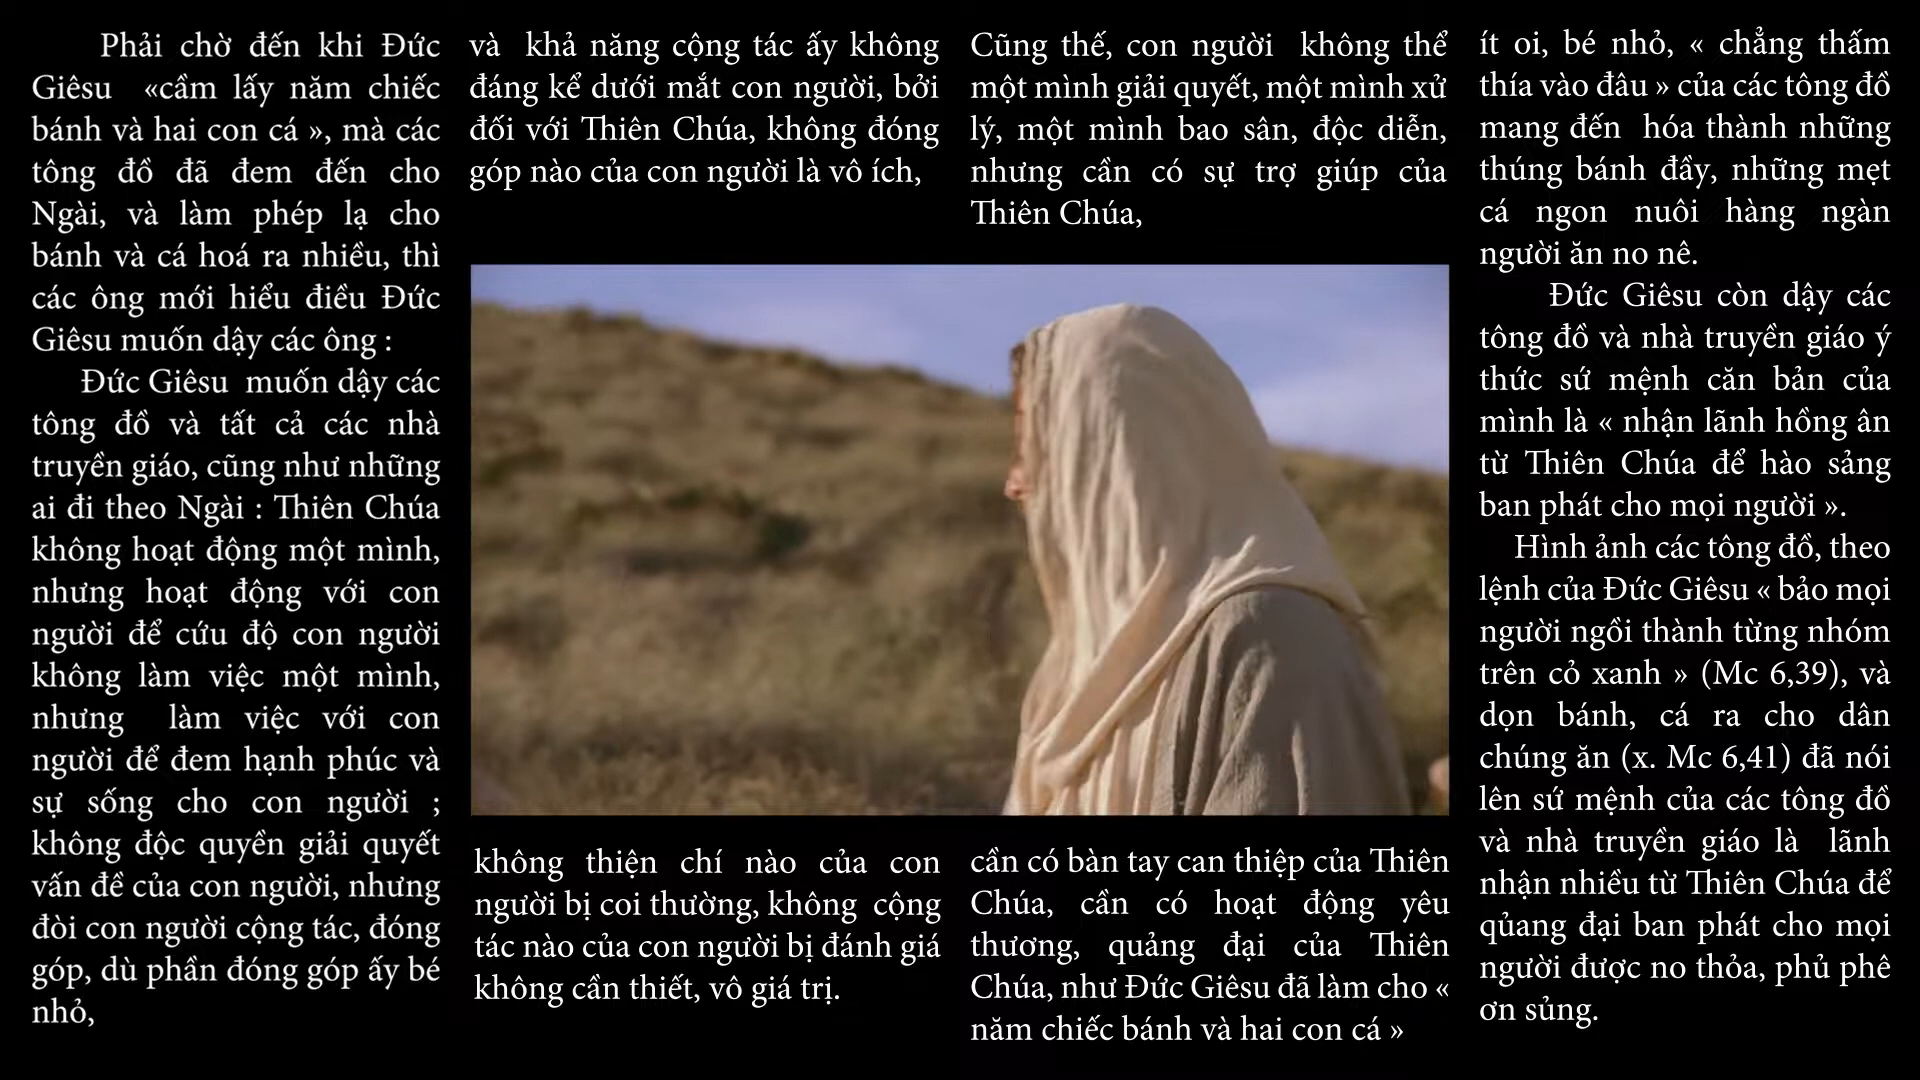 Phải chờ đến khi Đức
Giêsu «cầm lấy năm chiếc
bánh và hai con cá », mà các
tông đồ đã đem đến cho
Ngài, và làm phép lạ cho
bánh và cá hoá ra nhiều, thì
các ông mới hiểu điều Đức
Giêsu muốn dậy các ông :
Đức Giêsu muốn dậy các
tông đồ và tất cả các nhà
truyền giáo, cũng như những
ai đi theo Ngài : Thiên Chúa
không hoạt động một mình,
nhưng hoạt động với con
người để cứu độ con người
không làm việc một mình,
nhưng làm việc với con
người để đem hạnh phúc và
sự sống cho con người ;
không độc quyền giải quyết
vấn đề của con người, nhưng
đòi con người cộng tác, đóng
góp, dù phần đóng góp ấy bé
nhỏ,
và khả năng cộng tác ấy không
đáng kể dưới mắt con người, bởi
đối với Thiên Chúa, không đóng
góp nào của con người là vô ích,
không thiện chí nào của con
người bị coi thường, không cộng
tác nào của con người bị đánh giá
không cần thiết, vô giá trị.
Cũng thế, con người không thể
một mình giải quyết, một mình xử
lý, một mình bao sân, độc diễn,
nhưng cần có sự trợ giúp của
Thiên Chúa,
cần có bàn tay can thiệp của Thiên
Chúa, cần có hoạt động yêu
thương, quảng đại của Thiên
Chúa, như Đức Giêsu đã làm cho «
năm chiếc bánh và hai con cá »
ít oi, bé nhỏ, « chẳng thấm
thía vào đâu » của các tông đồ
mang đến hóa thành những
thúng bánh đầy, những mẹt
cá ngon nuôi hàng ngàn
người ăn no nê.
Đức Giêsu còn dậy các
tông đồ và nhà truyền giáo ý
thức sứ mệnh căn bản của
mình là « nhận lãnh hồng ân
từ Thiên Chúa để hào sảng
ban phát cho mọi người ».
Hình ảnh các tông đồ, theo
lệnh của Đức Giêsu « bảo mọi
người ngồi thành từng nhóm
trên cỏ xanh » (Mc 6,39), và
dọn bánh, cá ra cho dân
chúng ăn (x. Mc 6,41) đã nói
lên sứ mệnh của các tông đồ
và nhà truyền giáo là lãnh
nhận nhiều từ Thiên Chúa để
qủang đại ban phát cho mọi
người được no thỏa, phủ phê
ơn sủng.